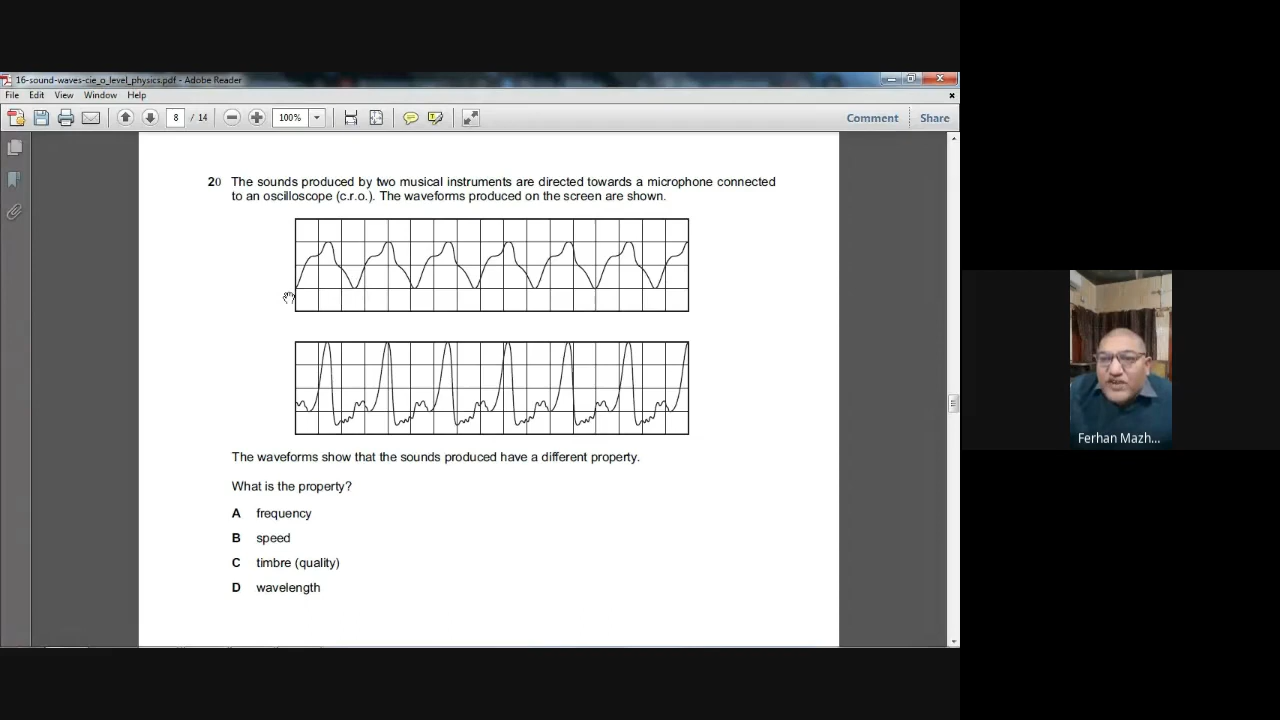 16-sound-waves-cie_o_level_physics.pdf - Adobe Reader
File Edit View Window Help
8 / 14 100% Comment Share
20 The sounds produced by two musical instruments are directed towards a microphone connected
to an oscilloscope (c.r.o.). The waveforms produced on the screen are shown.
The waveforms show that the sounds produced have a different property.
What is the property?
A frequency
B speed
C timbre (quality)
D wavelength
Ferhan Mazh...